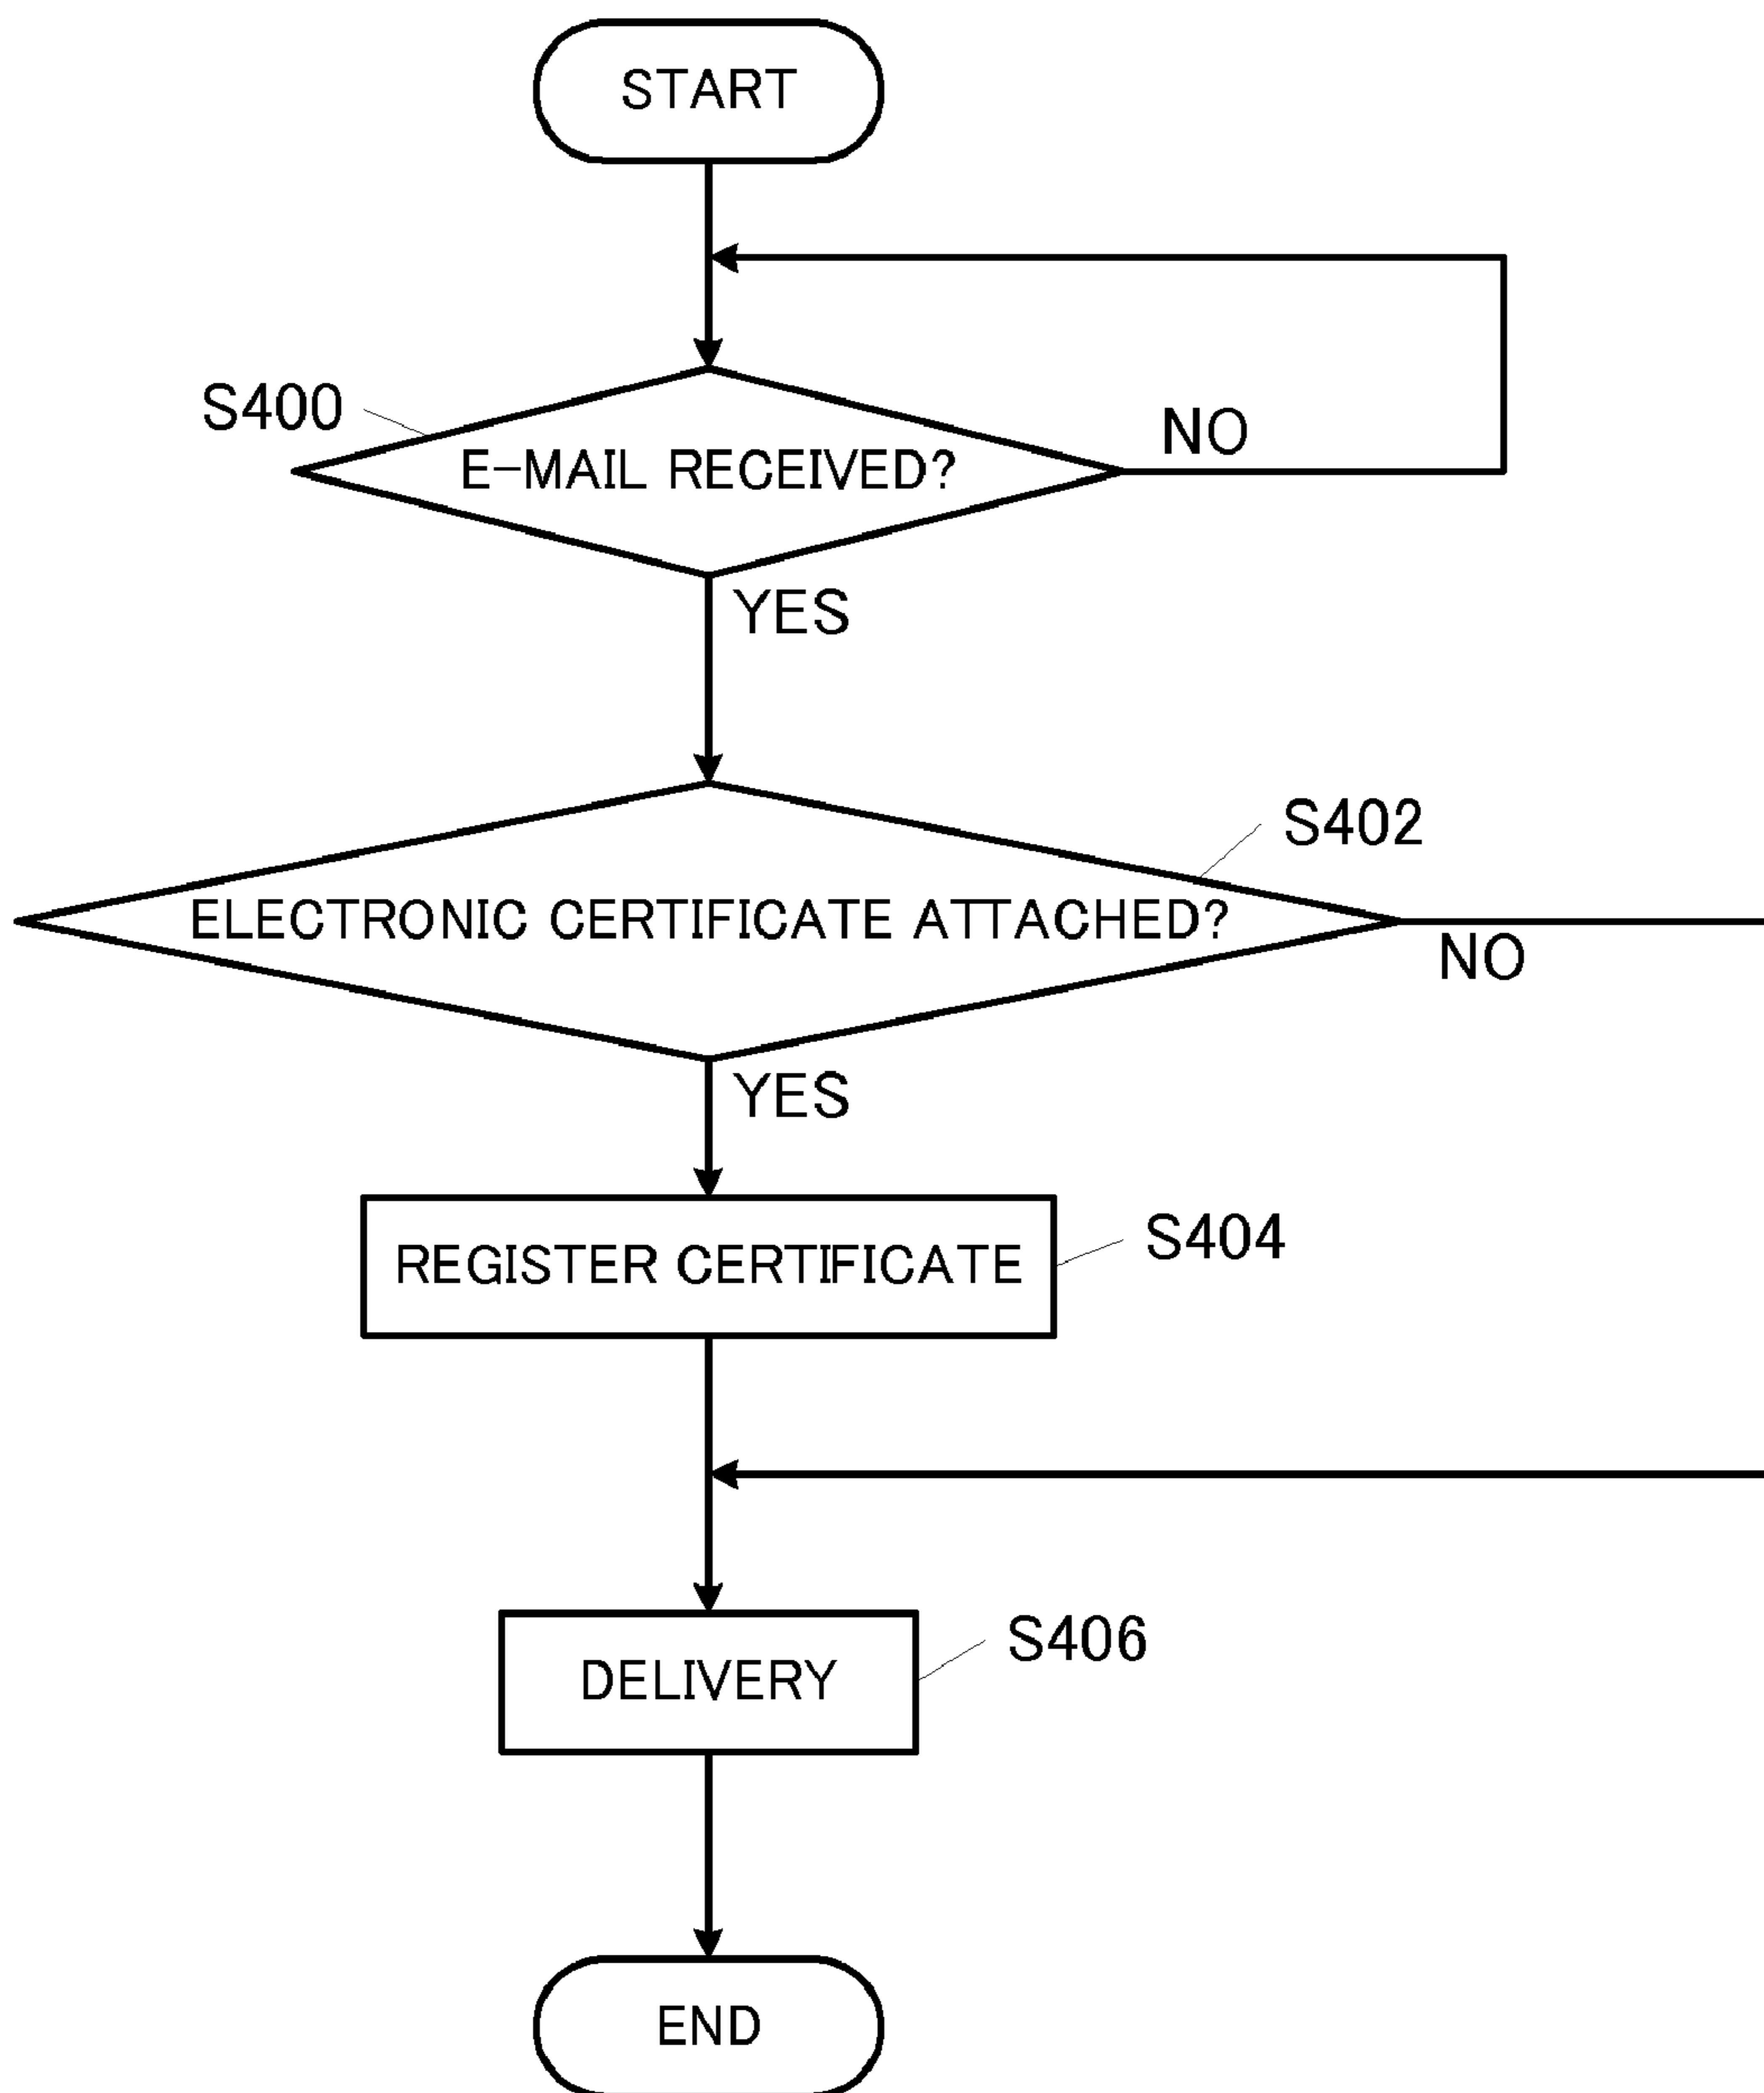 START
S400
E-MAIL RECEIVED?
NO
YES
S402
ELECTRONIC CERTIFICATE ATTACHED?
NO
YES
REGISTER CERTIFICATE
S404
DELIVERY
S406
END